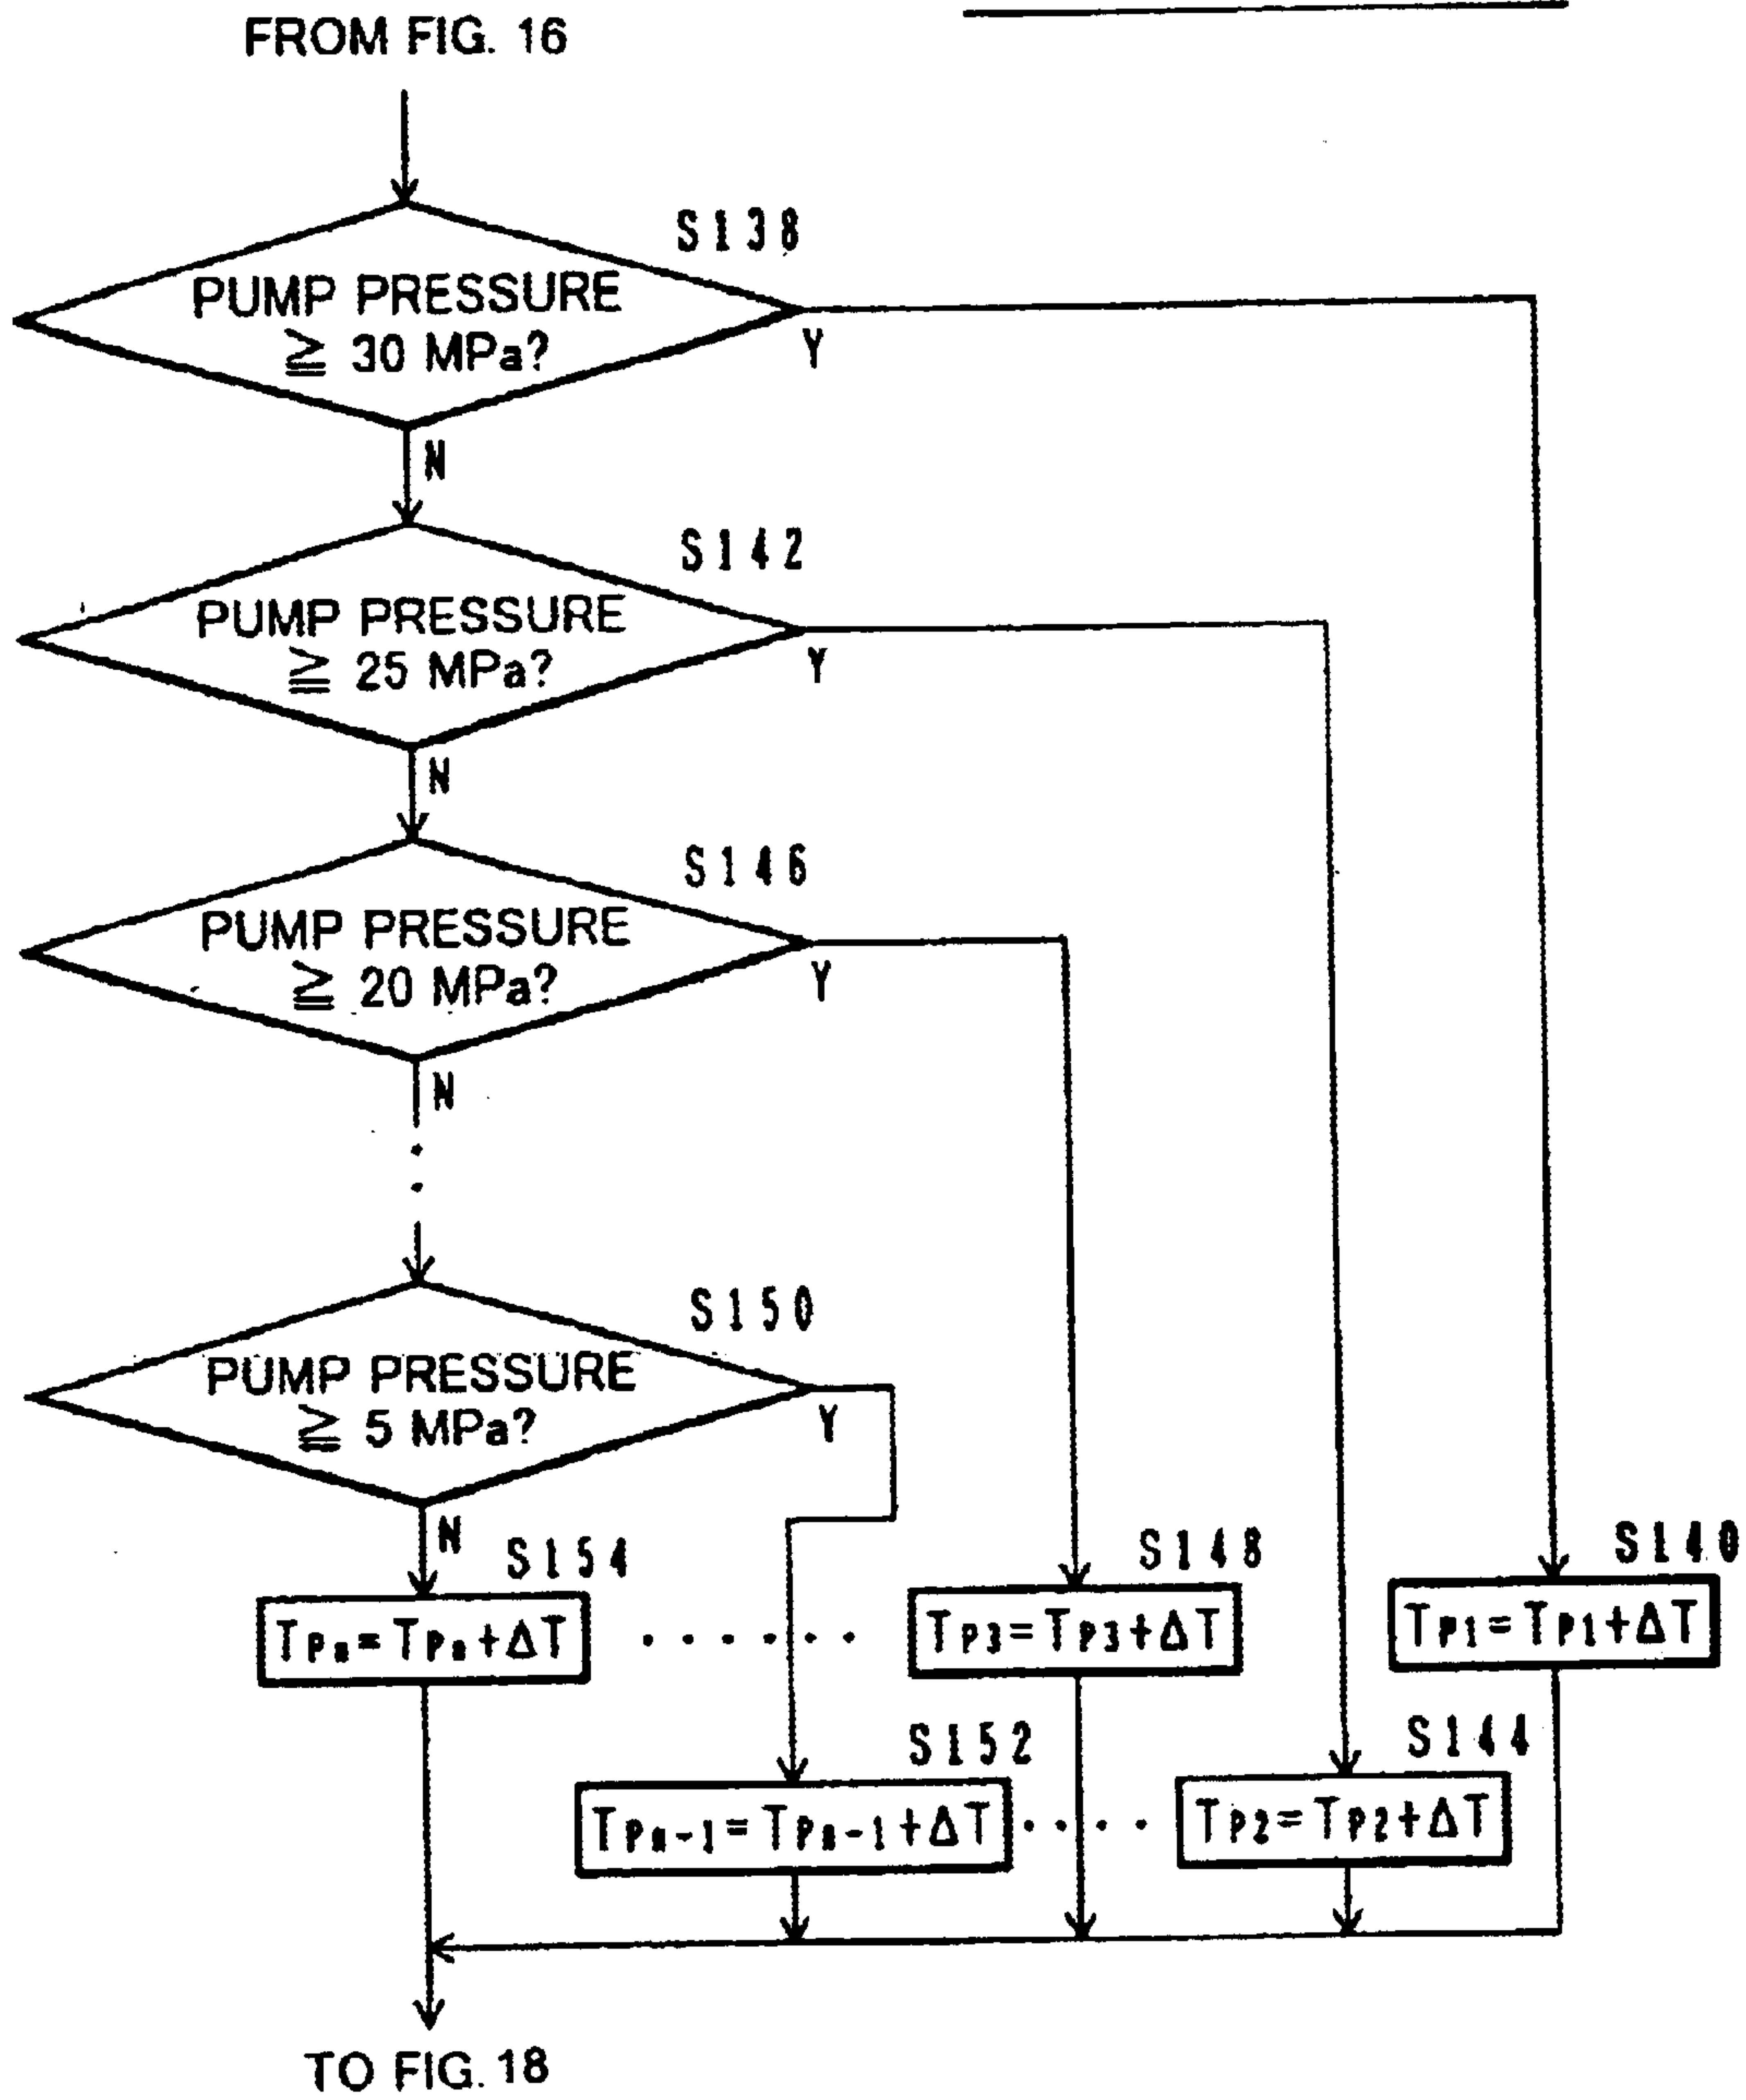 FROM FIG. 16
S138
PUMP PRESSURE
≧ 30 MPa?
Y
N
S142
PUMP PRESSURE
≧ 25 MPa?
Y
N
S146
PUMP PRESSURE
≧ 20 MPa?
Y
N
S150
PUMP PRESSURE
≧ 5 MPa?
Y
N
S154
TPn=TPn+ΔT
S148
TP3=TP3+ΔT
S140
TP1=TP1+ΔT
S152
TPn-1=TPn-1+ΔT
S144
TP2=TP2+ΔT
TO FIG. 18